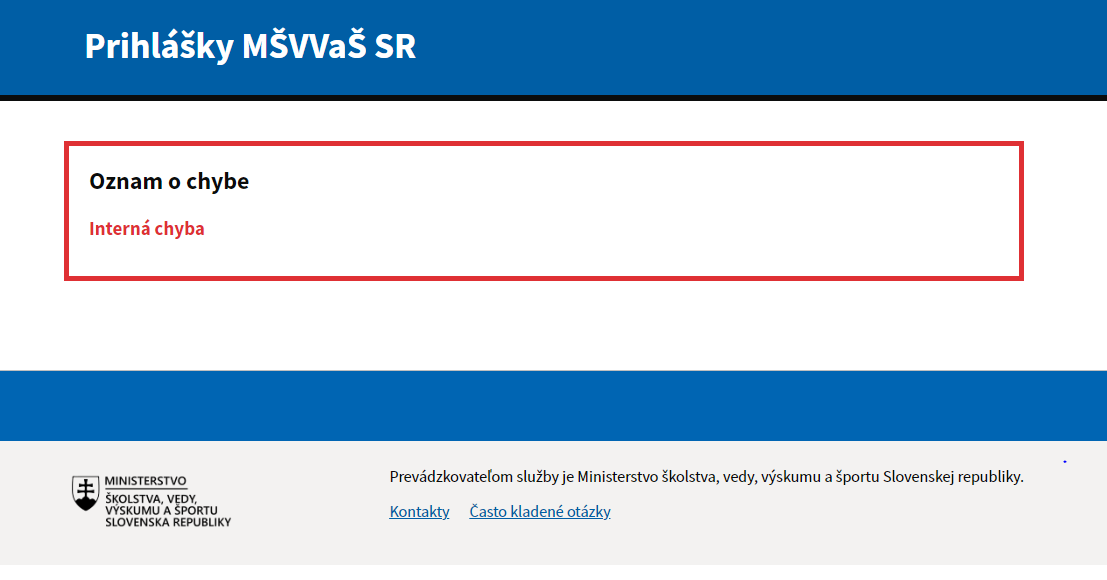 Prihlášky MŠVVaŠ SR
Oznam o chybe
Interná chyba
MINISTERSTVO
ŠKOLSTVA, VEDY,
VÝSKUMU A ŠPORTU
SLOVENSKA REPUBLIKY
Prevádzkovateľom služby je Ministerstvo školstva, vedy, výskumu a športu Slovenskej republiky.
Kontakty Často kladené otázky